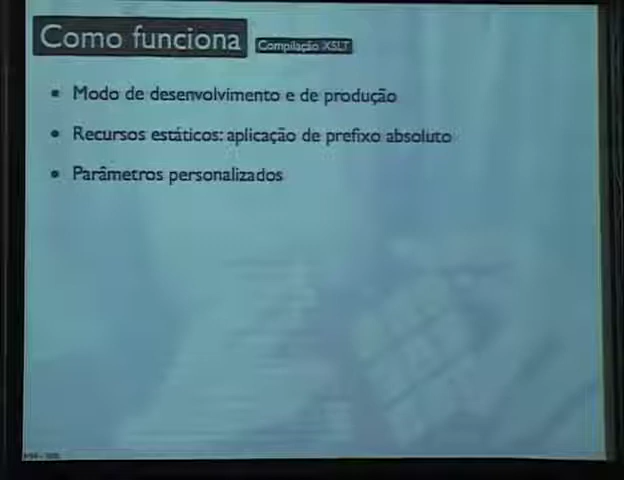 Como funciona
Compilação XSLT
Modo de desenvolvimento e de produção
Recursos estáticos: aplicação de prefixo absoluto
Parâmetros personalizados